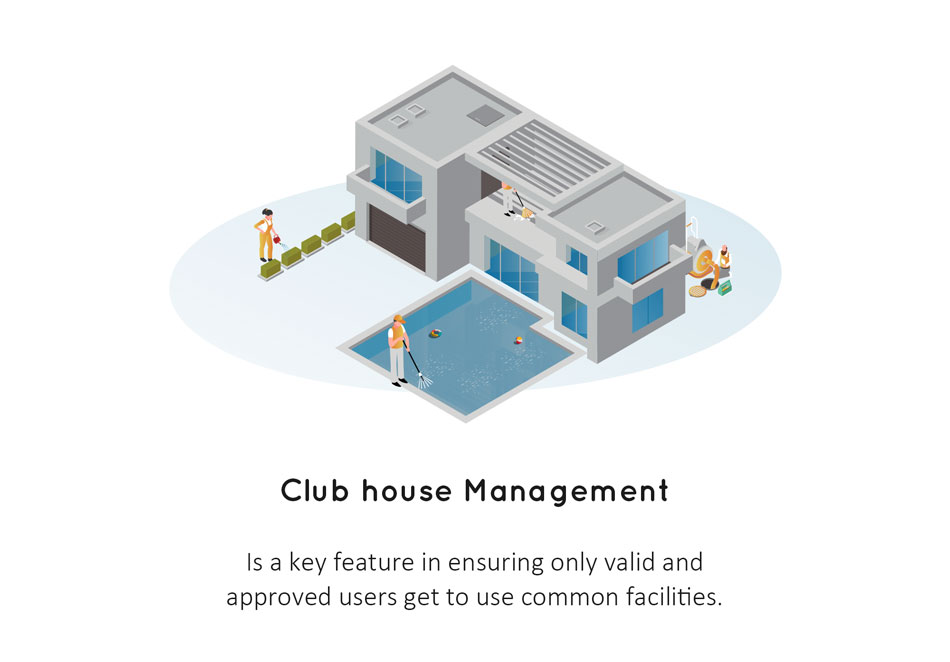 Club house Management
Is a key feature in ensuring only valid and
approved users get to use common facilities.